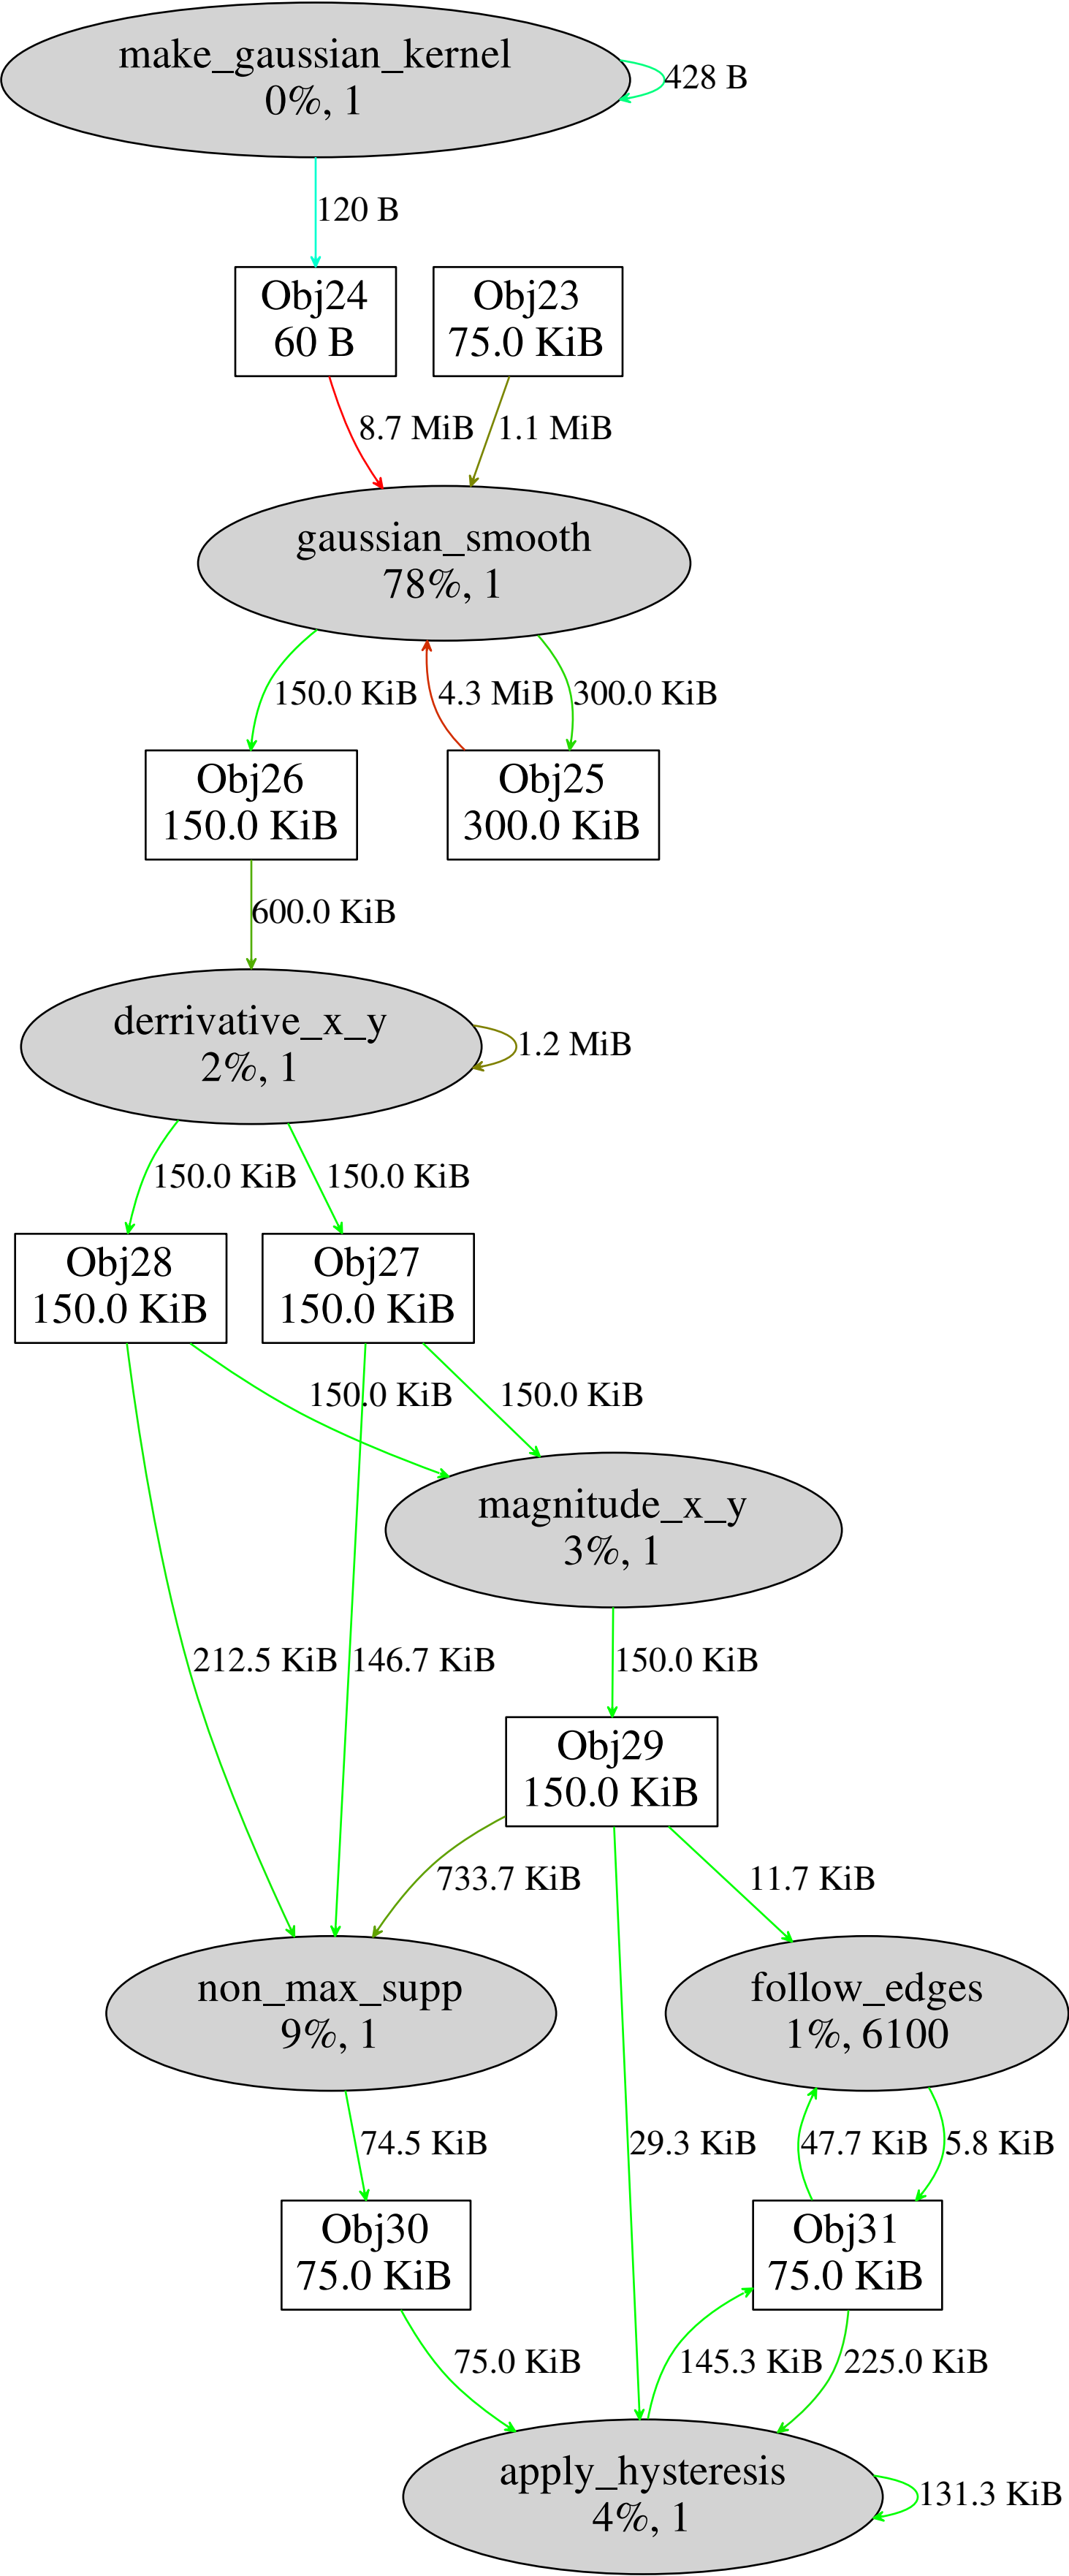 make_gaussian_kernel
0%, 1
428 B
120 B
Obj24
60 B
Obj23
75.0 KiB
8.7 MiB
1.1 MiB
gaussian_smooth
78%, 1
150.0 KiB
4.3 MiB
300.0 KiB
Obj26
150.0 KiB
Obj25
300.0 KiB
600.0 KiB
derrivative_x_y
2%, 1
1.2 MiB
150.0 KiB
150.0 KiB
Obj28
150.0 KiB
Obj27
150.0 KiB
150.0 KiB
150.0 KiB
magnitude_x_y
3%, 1
212.5 KiB
146.7 KiB
150.0 KiB
Obj29
150.0 KiB
733.7 KiB
11.7 KiB
non_max_supp
9%, 1
follow_edges
1%, 6100
74.5 KiB
29.3 KiB
47.7 KiB
5.8 KiB
Obj30
75.0 KiB
Obj31
75.0 KiB
75.0 KiB
145.3 KiB
225.0 KiB
apply_hysteresis
4%, 1
131.3 KiB